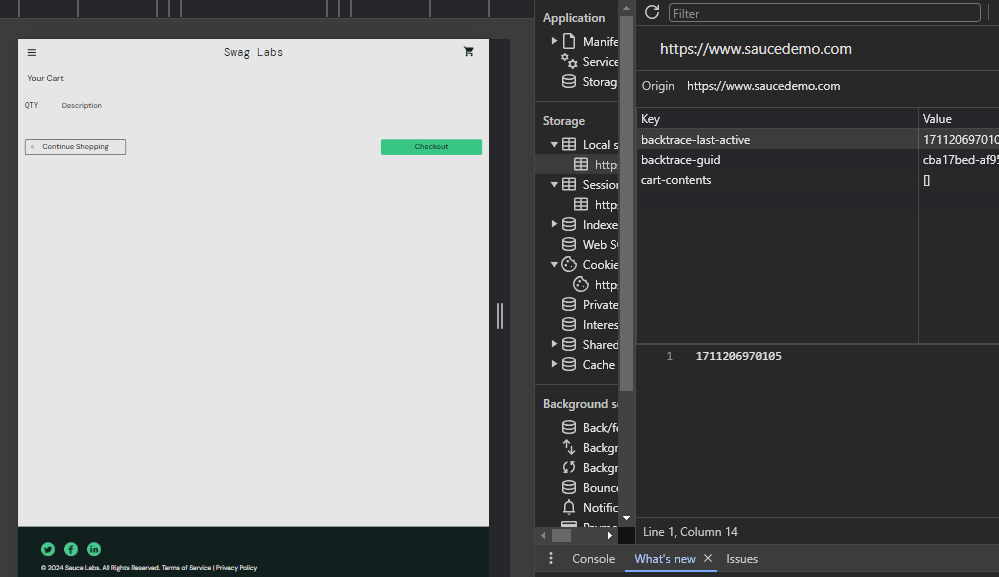 Swag Labs
Your Cart
QTY Description
< Continue Shopping
Checkout
© 2024 Sauce Labs. All Rights Reserved. Terms of Service | Privacy Policy
Application
Manife
Service
Storag
Storage
Local s
http
Session
http
Indexe
Web S
Cookie
http
Private
Interes
Shared
Cache
Background se
Back/fo
Backgr
Backgr
Bounce
Notific
Filter
https://www.saucedemo.com
Origin https://www.saucedemo.com
Key Value
backtrace-last-active 171120697010
backtrace-guid cba17bed-af95
cart-contents []
1 1711206970105
Line 1, Column 14
Console What's new Issues